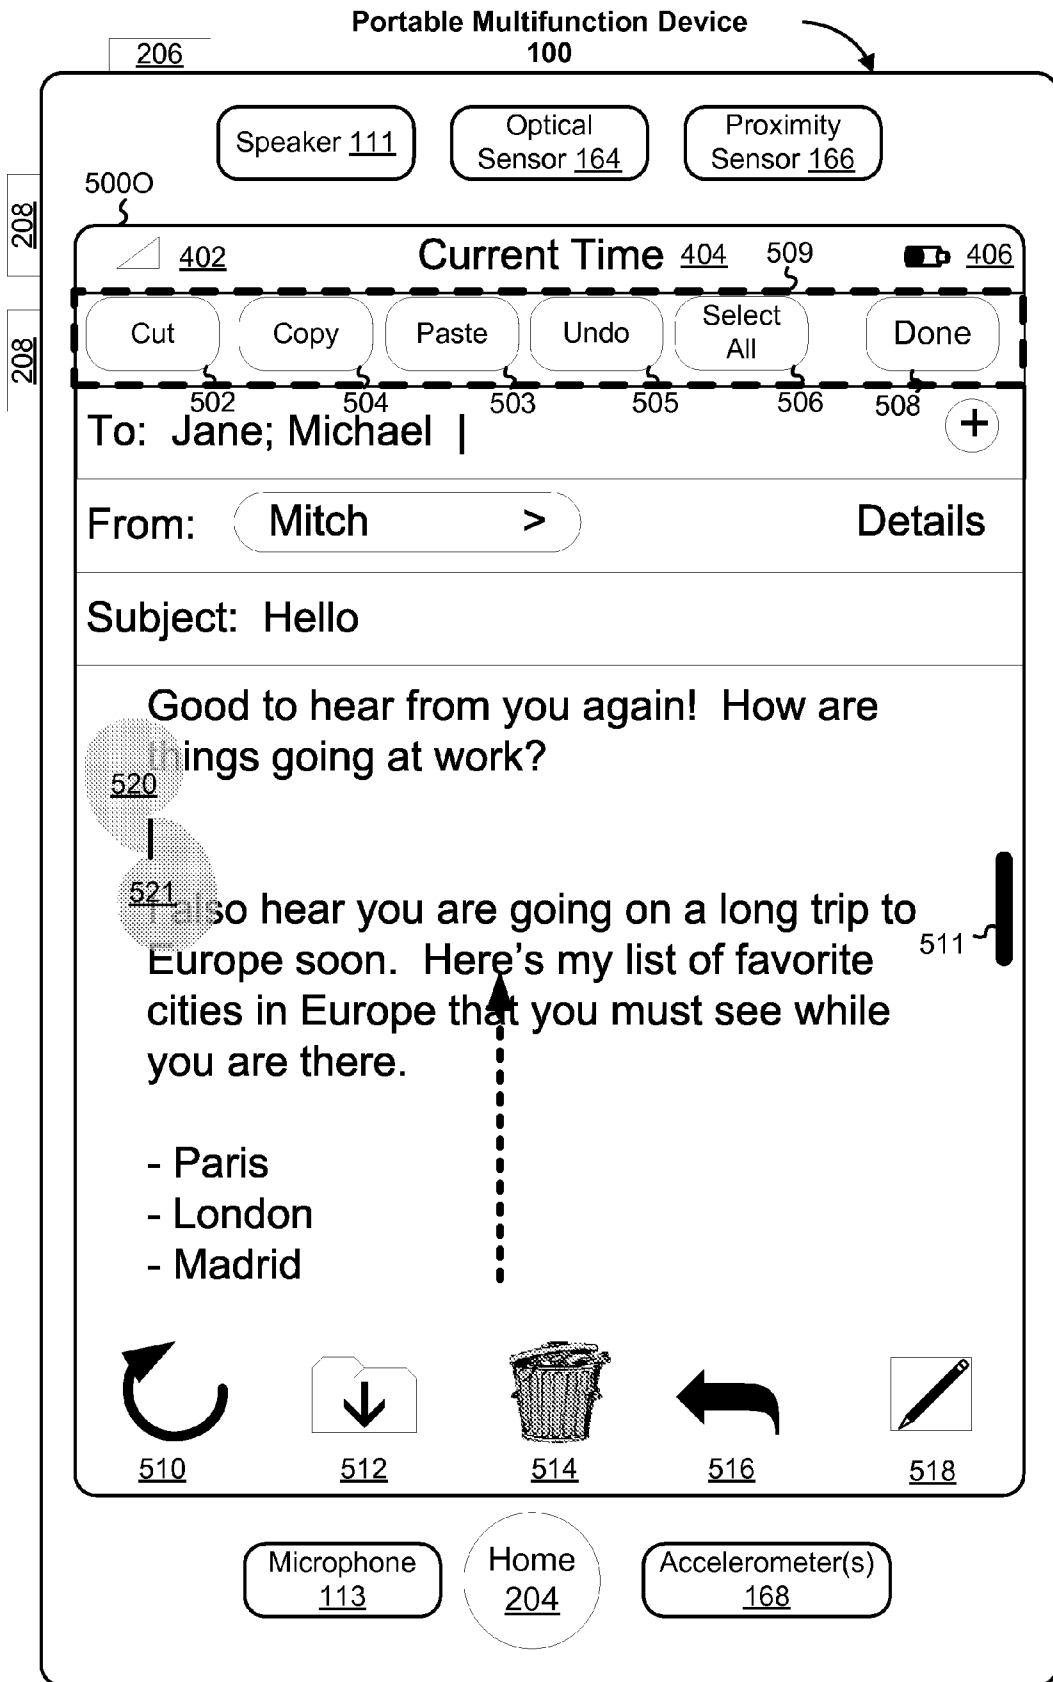 Portable Multifunction Device
100
206
Speaker 111
Optical
Sensor 164
Proximity
Sensor 166
208
500O
402
Current Time 404
509
406
Cut
Copy
Paste
Undo
Select
All
Done
208
502
504
503
505
506
508
To: Jane; Michael |
+
From:
Mitch >
Details
Subject: Hello
Good to hear from you again! How are
things going at work?
520
521
I also hear you are going on a long trip to
511
Europe soon. Here's my list of favorite
cities in Europe that you must see while
you are there.
- Paris
- London
- Madrid
510
512
514
516
518
Microphone
113
Home
204
Accelerometer(s)
168